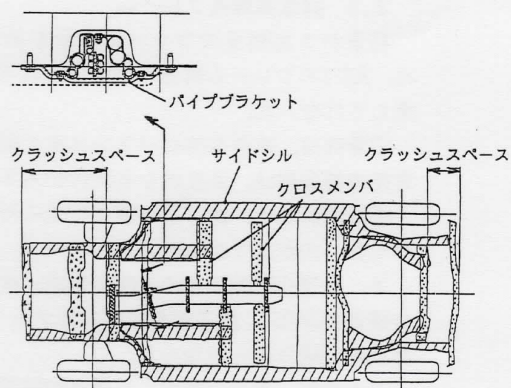 パイプブラケット
クラッシュスペース
サイドシル
クラッシュスペース
クロスメンバ